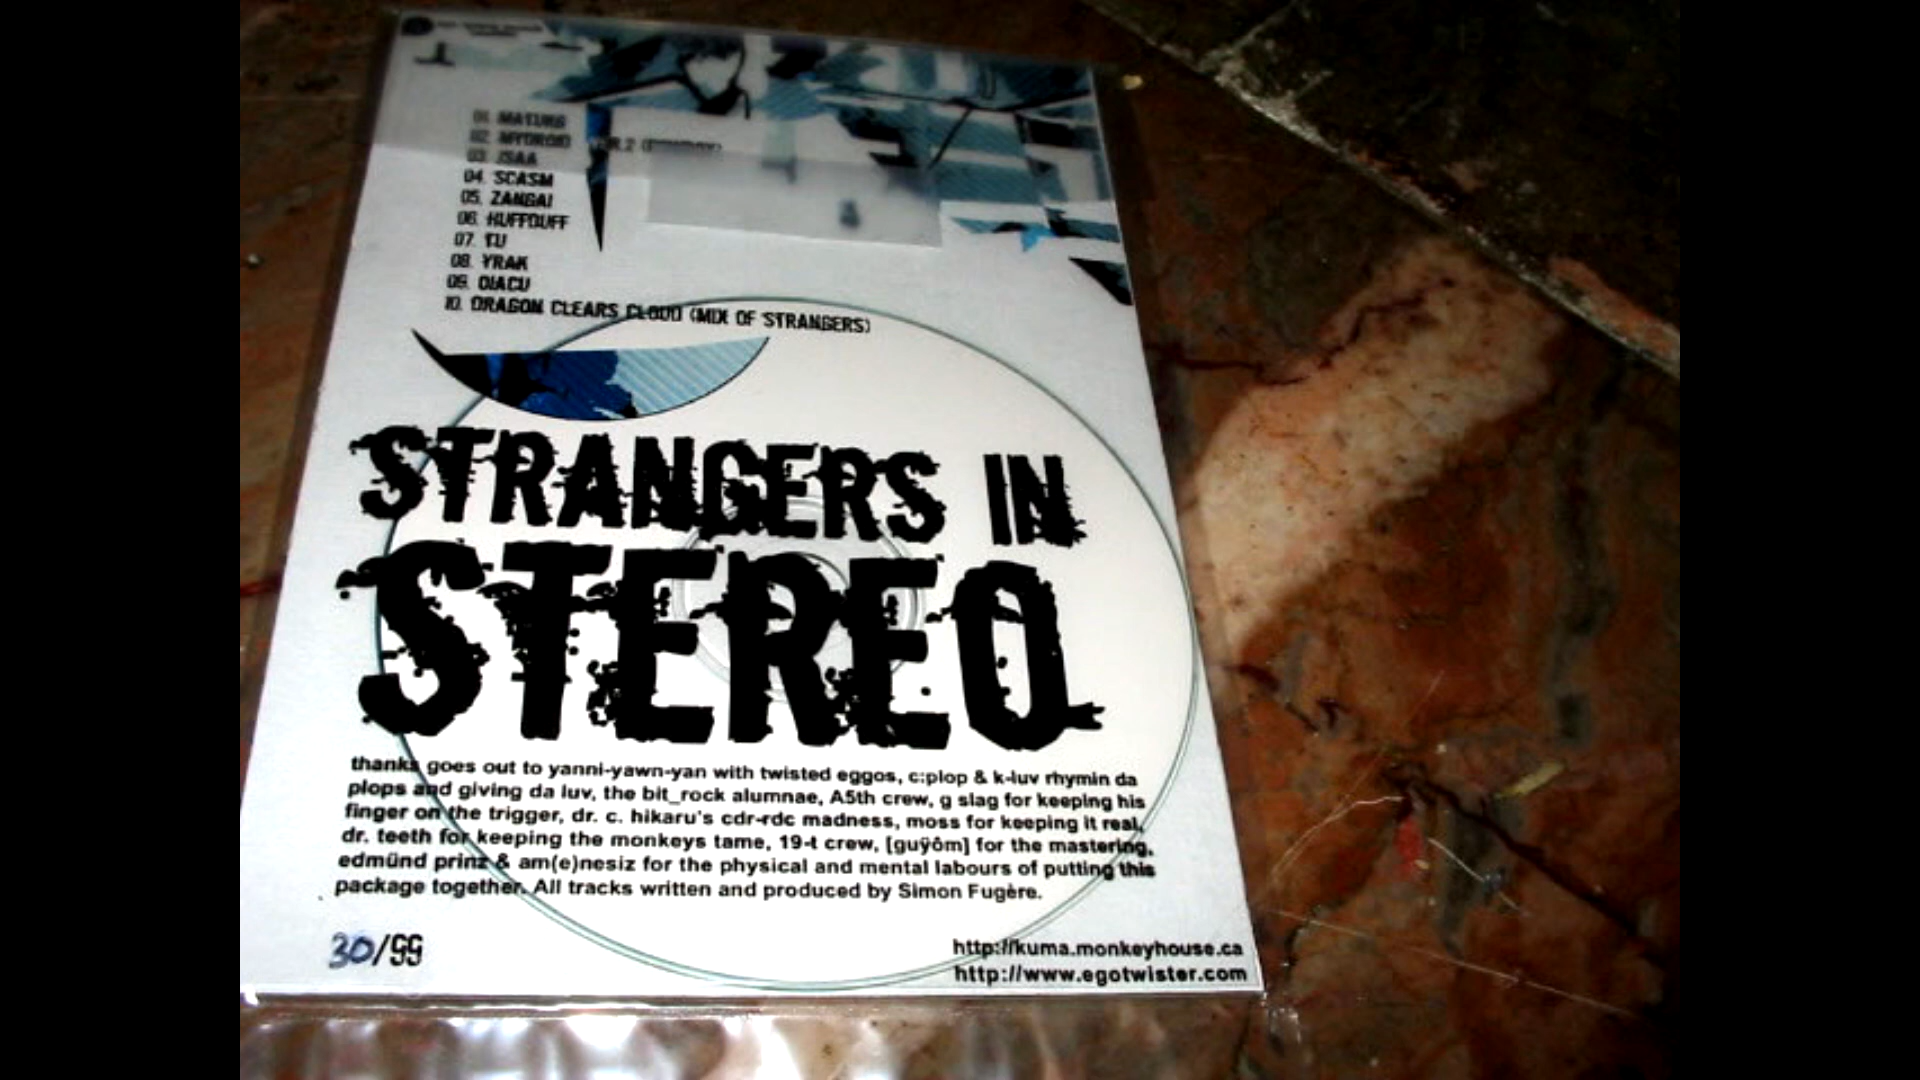 03. JSAA
04. SCASM
05. ZANGAI
06. HUFFDUFF
07. TU
08. YRAK
09. OIACU
10. DRAGON CLEARS CLOUD (MIX OF STRANGERS)
STRANGERS IN
STEREO
thanks goes out to yanni-yawn-yan with twisted eggos, c:plop & k-luv rhymin da
plops and giving da luv, the bit_rock alumnae, A5th crew, g slag for keeping his
finger on the trigger, dr. c. hikaru's cdr-rdc madness, moss for keeping it real,
dr. teeth for keeping the monkeys tame, 19-t crew, [guÿôm] for the mastering,
edmünd prinz & am(e)nesiz for the physical and mental labours of putting this
package together. All tracks written and produced by Simon Fugère.
30/99
http://kuma.monkeyhouse.ca
http://www.egotwister.com